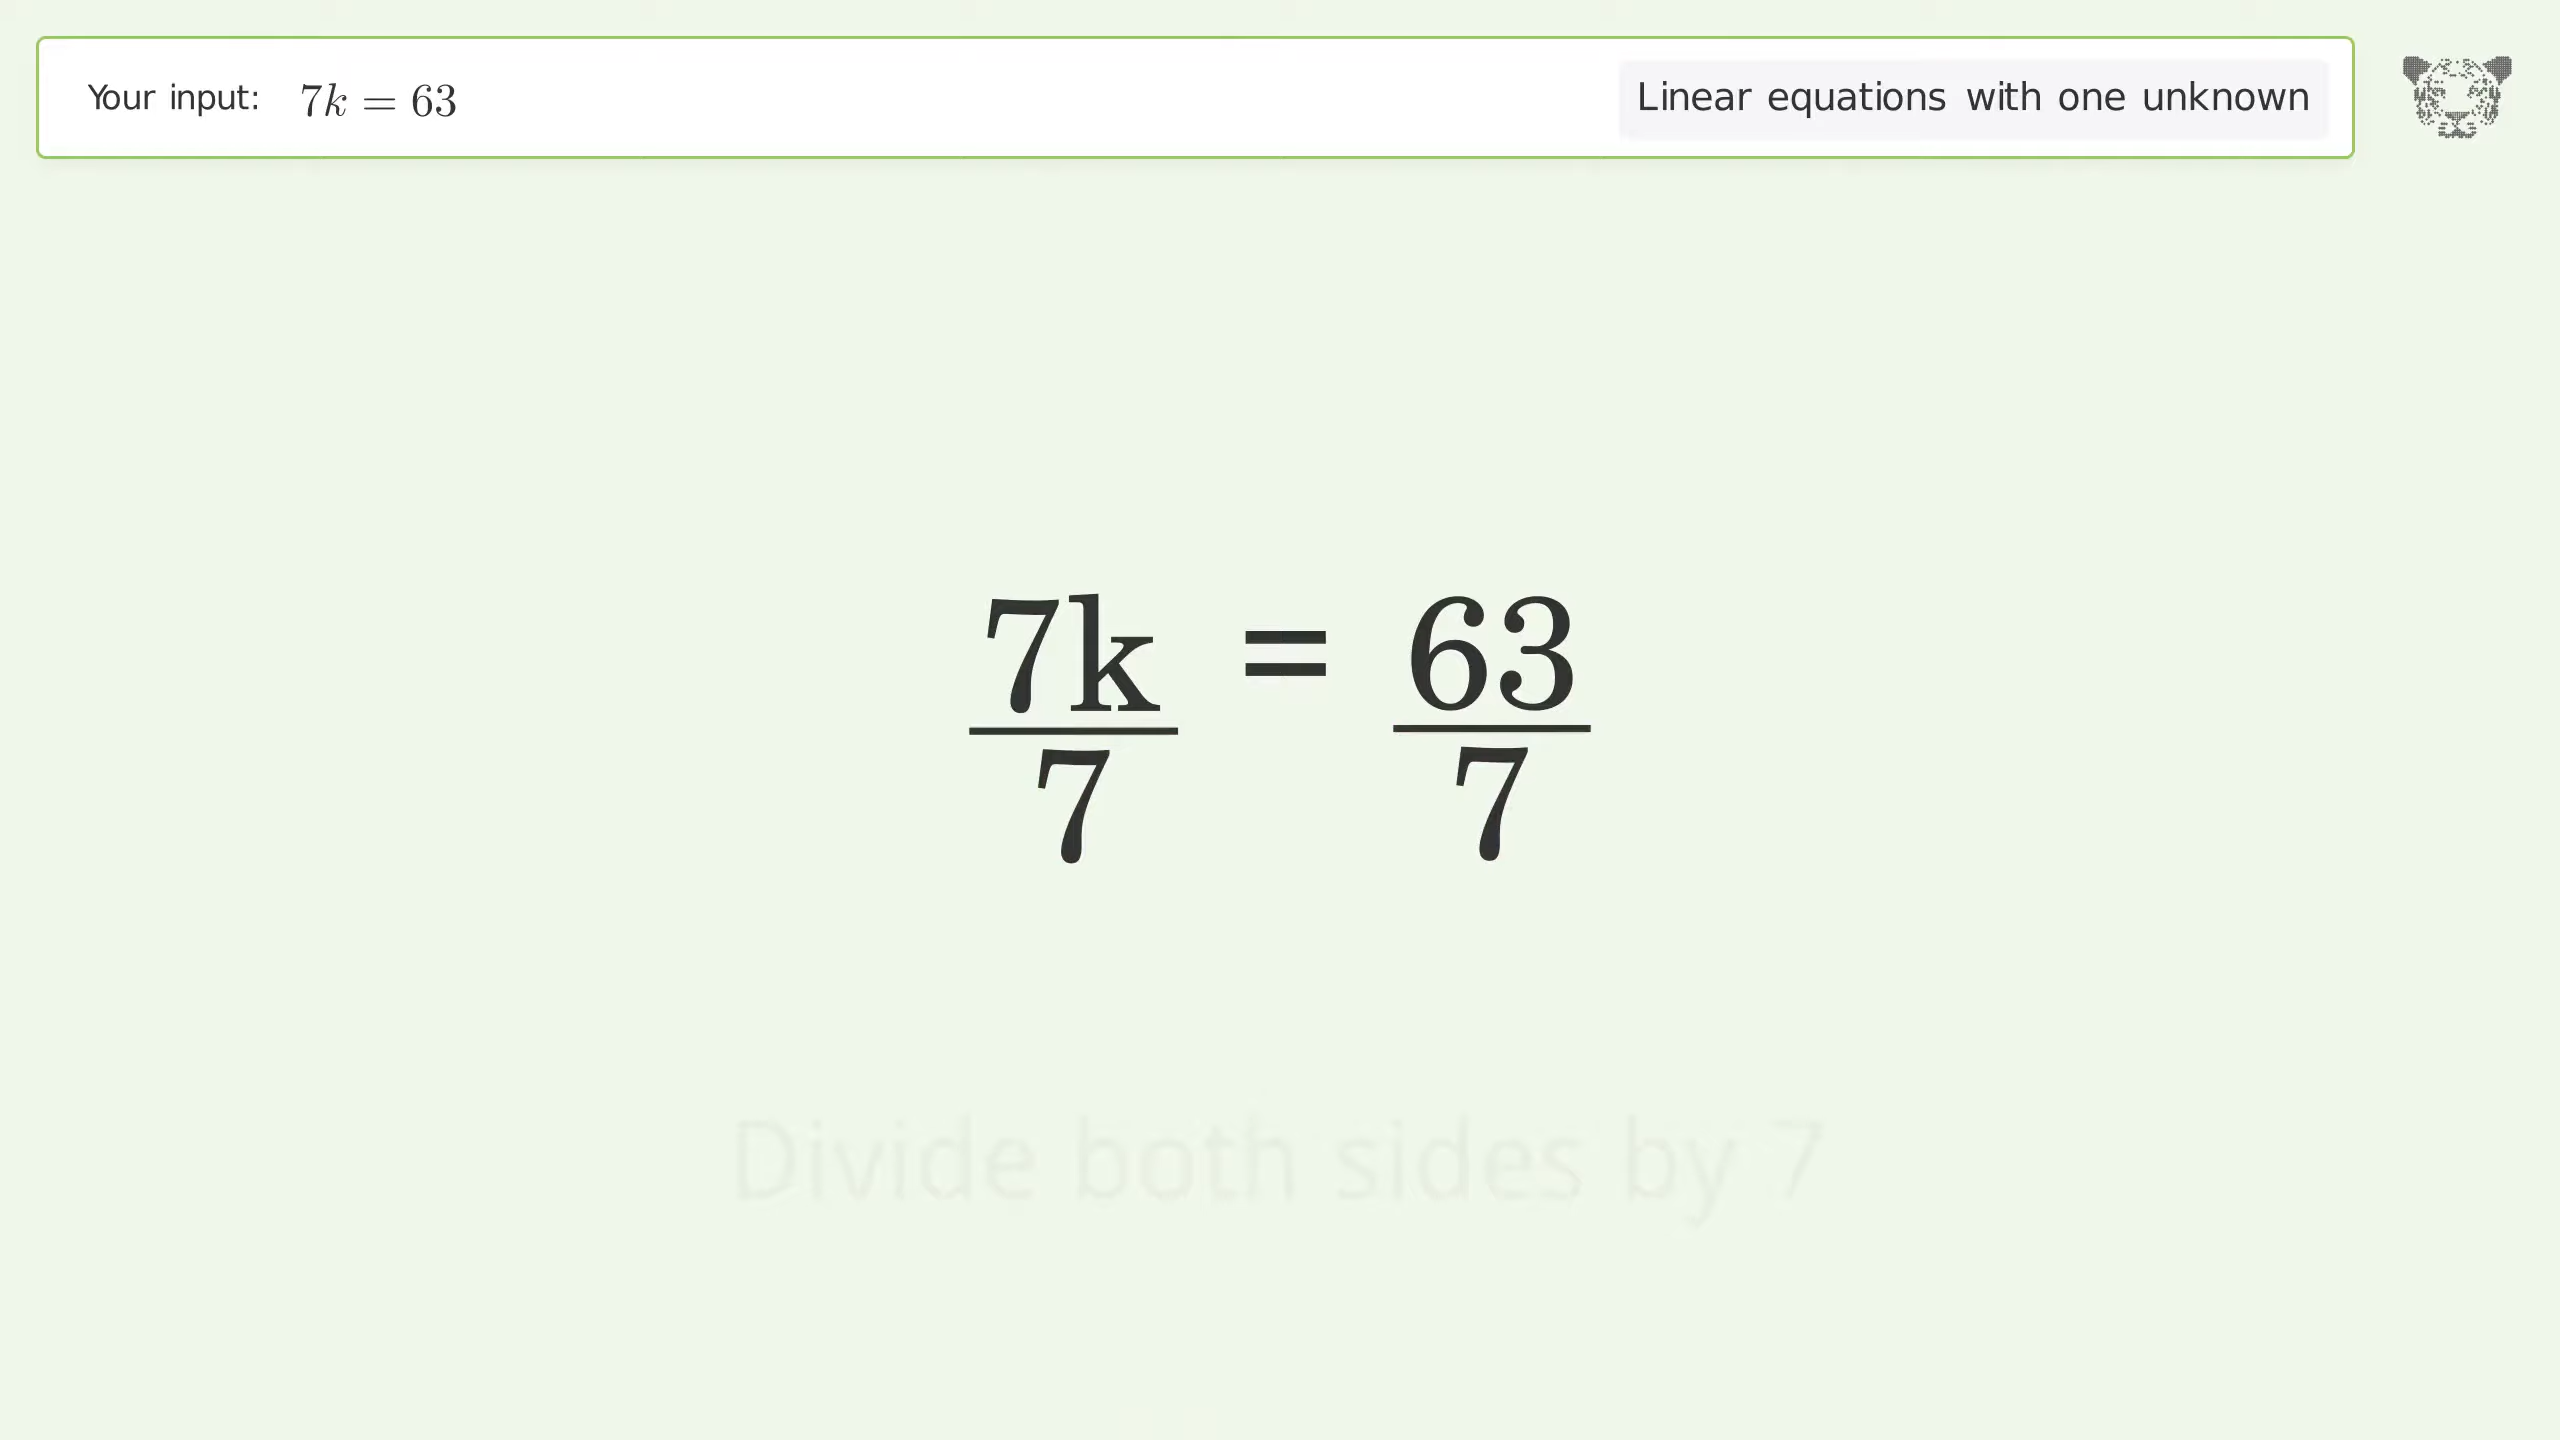 Your input: 7k = 63
Linear equations with one unknown
7k/7 = 63/7
Divide both sides by 7